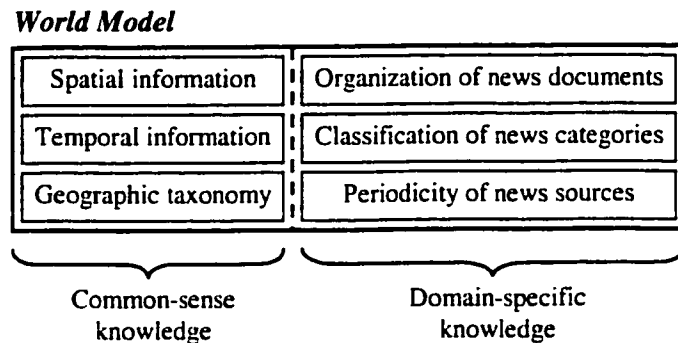 World Model
Spatial information
Organization of news documents
Temporal information
Classification of news categories
Geographic taxonomy
Periodicity of news sources
Common-sense
knowledge
Domain-specific
knowledge